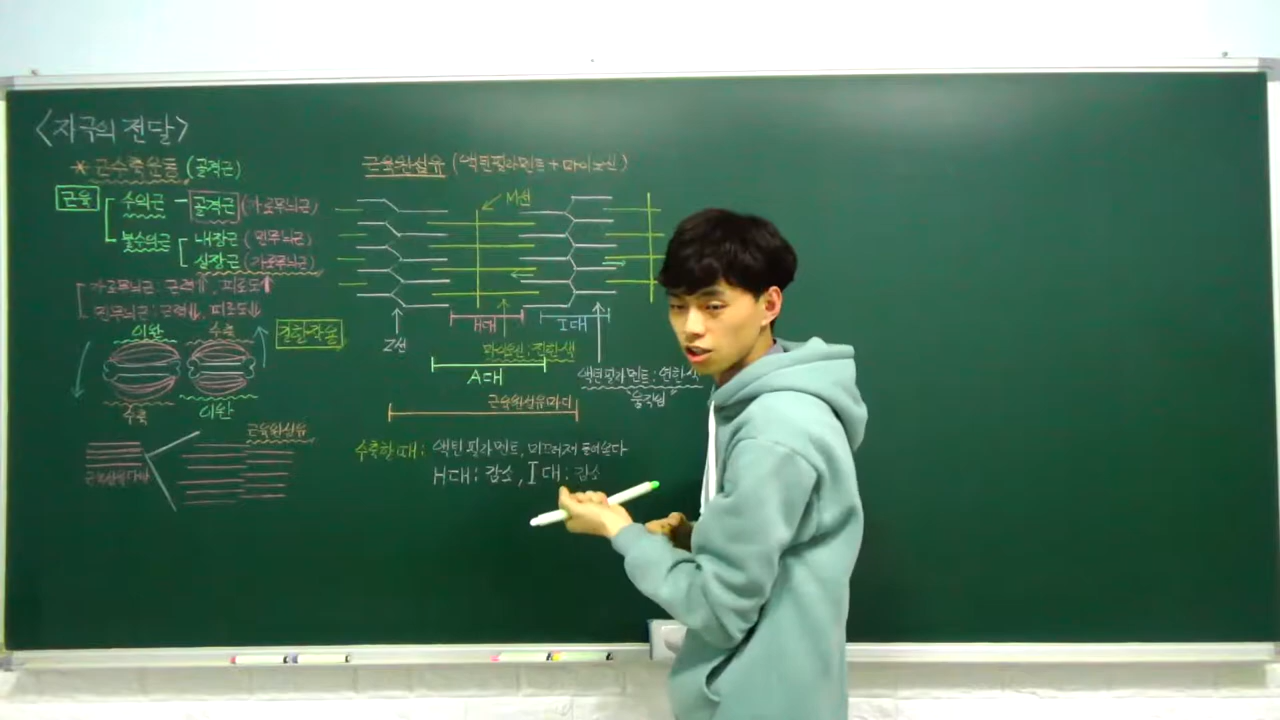 <자극의 전달>
* 근수축운동 (골격근)
근육
수의근 - 골격근 (가로무늬근)
불수의근
내장근 (민무늬근)
심장근 (가로무늬근)
가로무늬근: 근력↑, 피로도↑
민무늬근: 근력↓, 피로도↓
이완 수축
길항작용
수축 이완
근육원섬유
근섬유다발
근육원섬유 (액틴필라멘트 + 마이오신)
M선
H대 I대
Z선
마이오신: 진한색
A대
액틴필라멘트: 연한색
움직임
근육원섬유마디
수축할 때: 액틴필라멘트, 미끄러져 들어간다
H대: 감소, I대: 감소